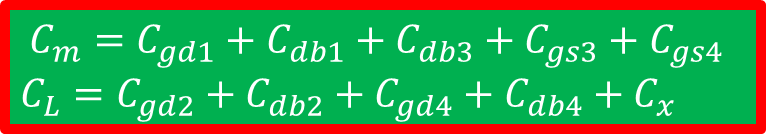 C_m = C_gd1 + C_db1 + C_db3 + C_gs3 + C_gs4
C_L = C_gd2 + C_db2 + C_gd4 + C_db4 + C_x